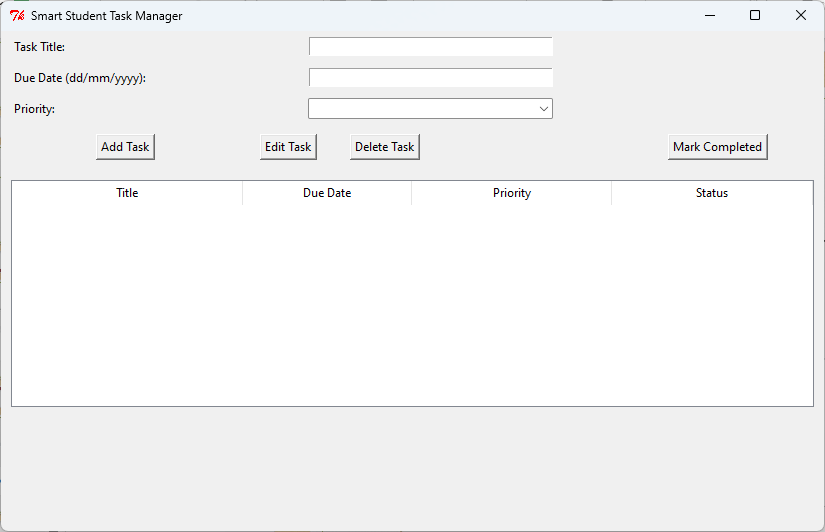 Smart Student Task Manager
Task Title:
Due Date (dd/mm/yyyy):
Priority:
Add Task Edit Task Delete Task Mark Completed
Title Due Date Priority Status